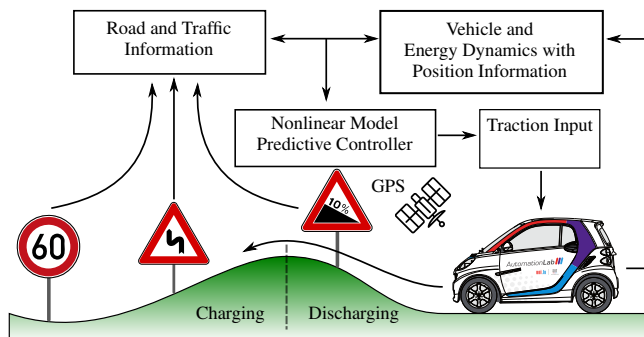 Road and Traffic
Information
Vehicle and
Energy Dynamics with
Position Information
Nonlinear Model
Predictive Controller
Traction Input
10%
GPS
60
AutomationLab
Charging
Discharging